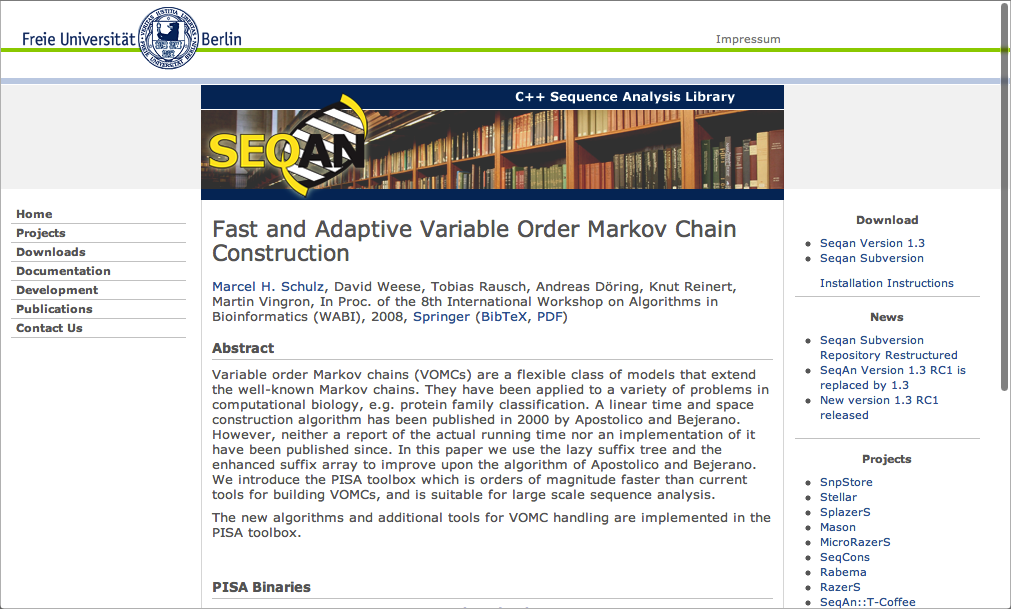 Freie Universität Berlin
Impressum
C++ Sequence Analysis Library
SEQAN
Home
Projects
Downloads
Documentation
Development
Publications
Contact Us
Fast and Adaptive Variable Order Markov Chain
Construction
Marcel H. Schulz, David Weese, Tobias Rausch, Andreas Döring, Knut Reinert,
Martin Vingron, In Proc. of the 8th International Workshop on Algorithms in
Bioinformatics (WABI), 2008, Springer (BibTeX, PDF)
Abstract
Variable order Markov chains (VOMCs) are a flexible class of models that extend
the well-known Markov chains. They have been applied to a variety of problems in
computational biology, e.g. protein family classification. A linear time and space
construction algorithm has been published in 2000 by Apostolico and Bejerano.
However, neither a report of the actual running time nor an implementation of it
have been published since. In this paper we use the lazy suffix tree and the
enhanced suffix array to improve upon the algorithm of Apostolico and Bejerano.
We introduce the PISA toolbox which is orders of magnitude faster than current
tools for building VOMCs, and is suitable for large scale sequence analysis.
The new algorithms and additional tools for VOMC handling are implemented in the
PISA toolbox.
PISA Binaries
Download
Seqan Version 1.3
Seqan Subversion
Installation Instructions
News
Seqan Subversion
Repository Restructured
SeqAn Version 1.3 RC1 is
replaced by 1.3
New version 1.3 RC1
released
Projects
SnpStore
Stellar
SplazerS
Mason
MicroRazerS
SeqCons
Rabema
RazerS
SeqAn::T-Coffee